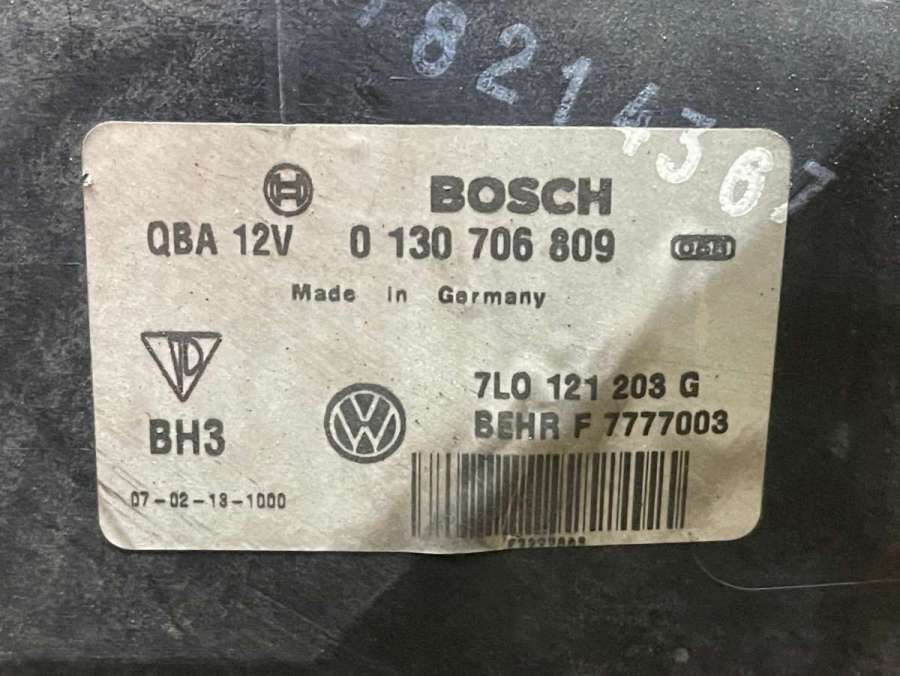 78214367
BOSCH
QBA 12V 0 130 706 809
Made in Germany
7L0 121 203 G
BH3
BEHR F 7777003
07-02-13-1000